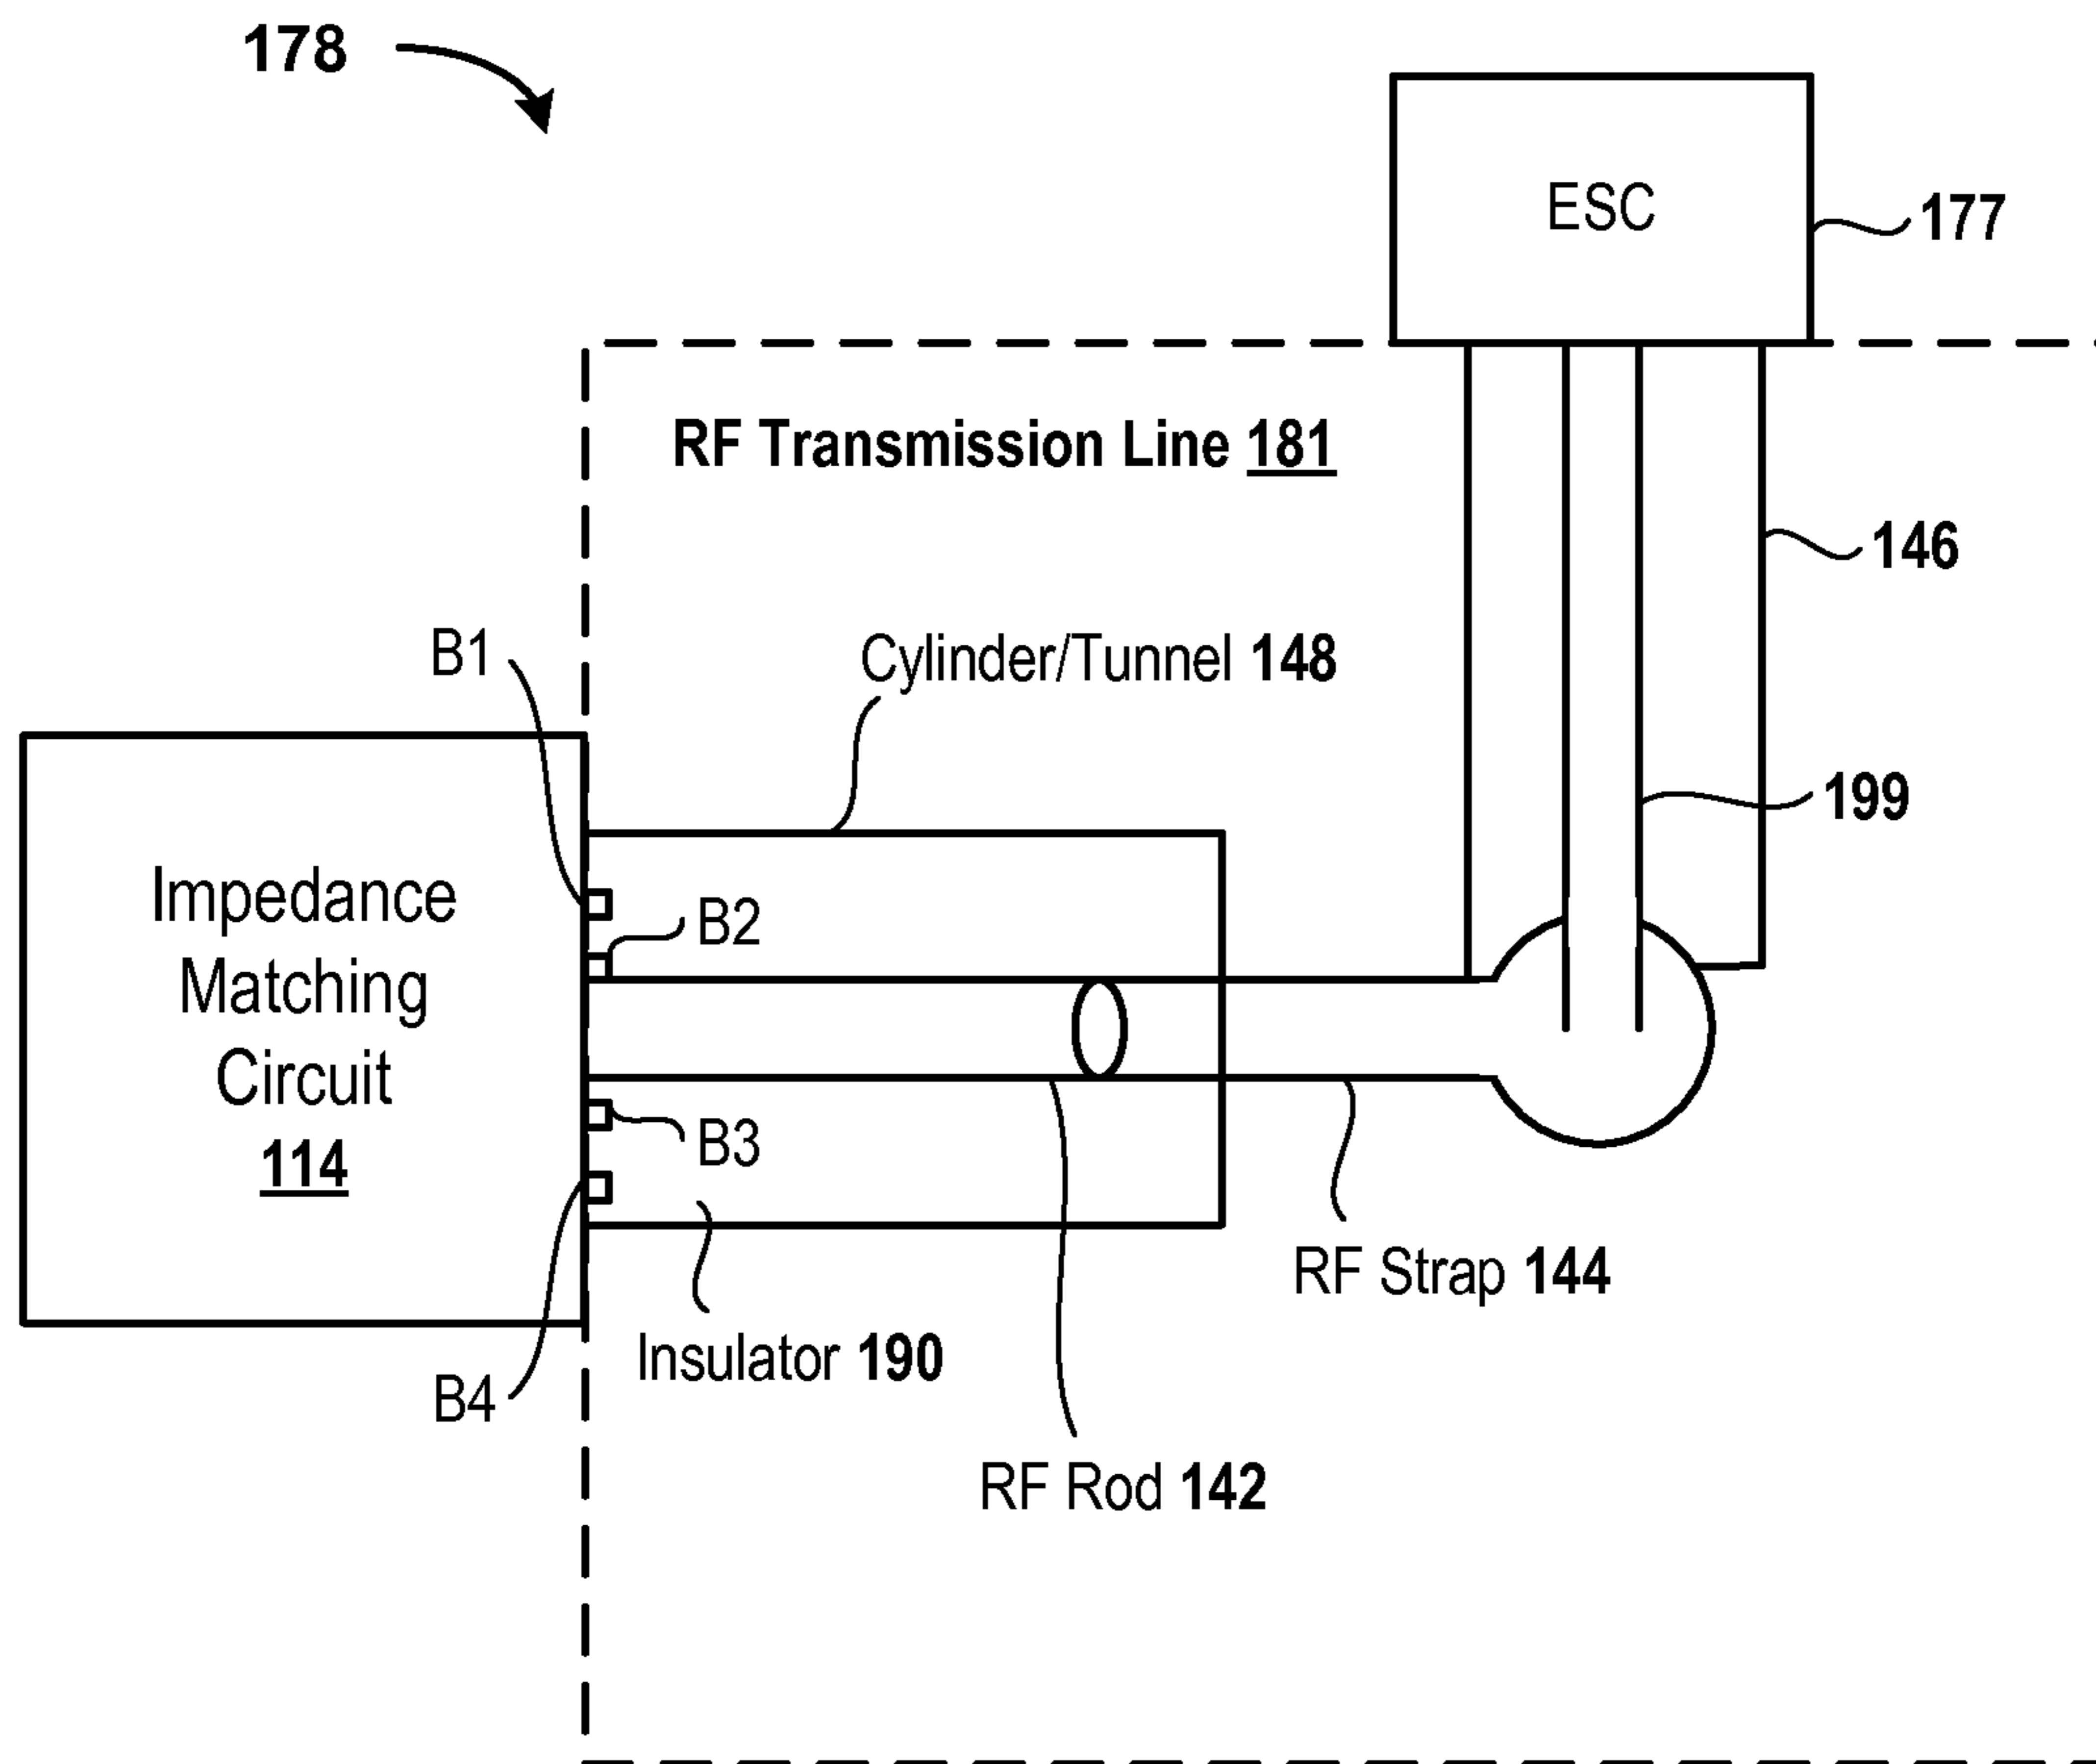 178
ESC
177
RF Transmission Line 181
146
B1
Cylinder/Tunnel 148
199
Impedance
Matching
Circuit
114
B2
B3
RF Strap 144
Insulator 190
B4
RF Rod 142